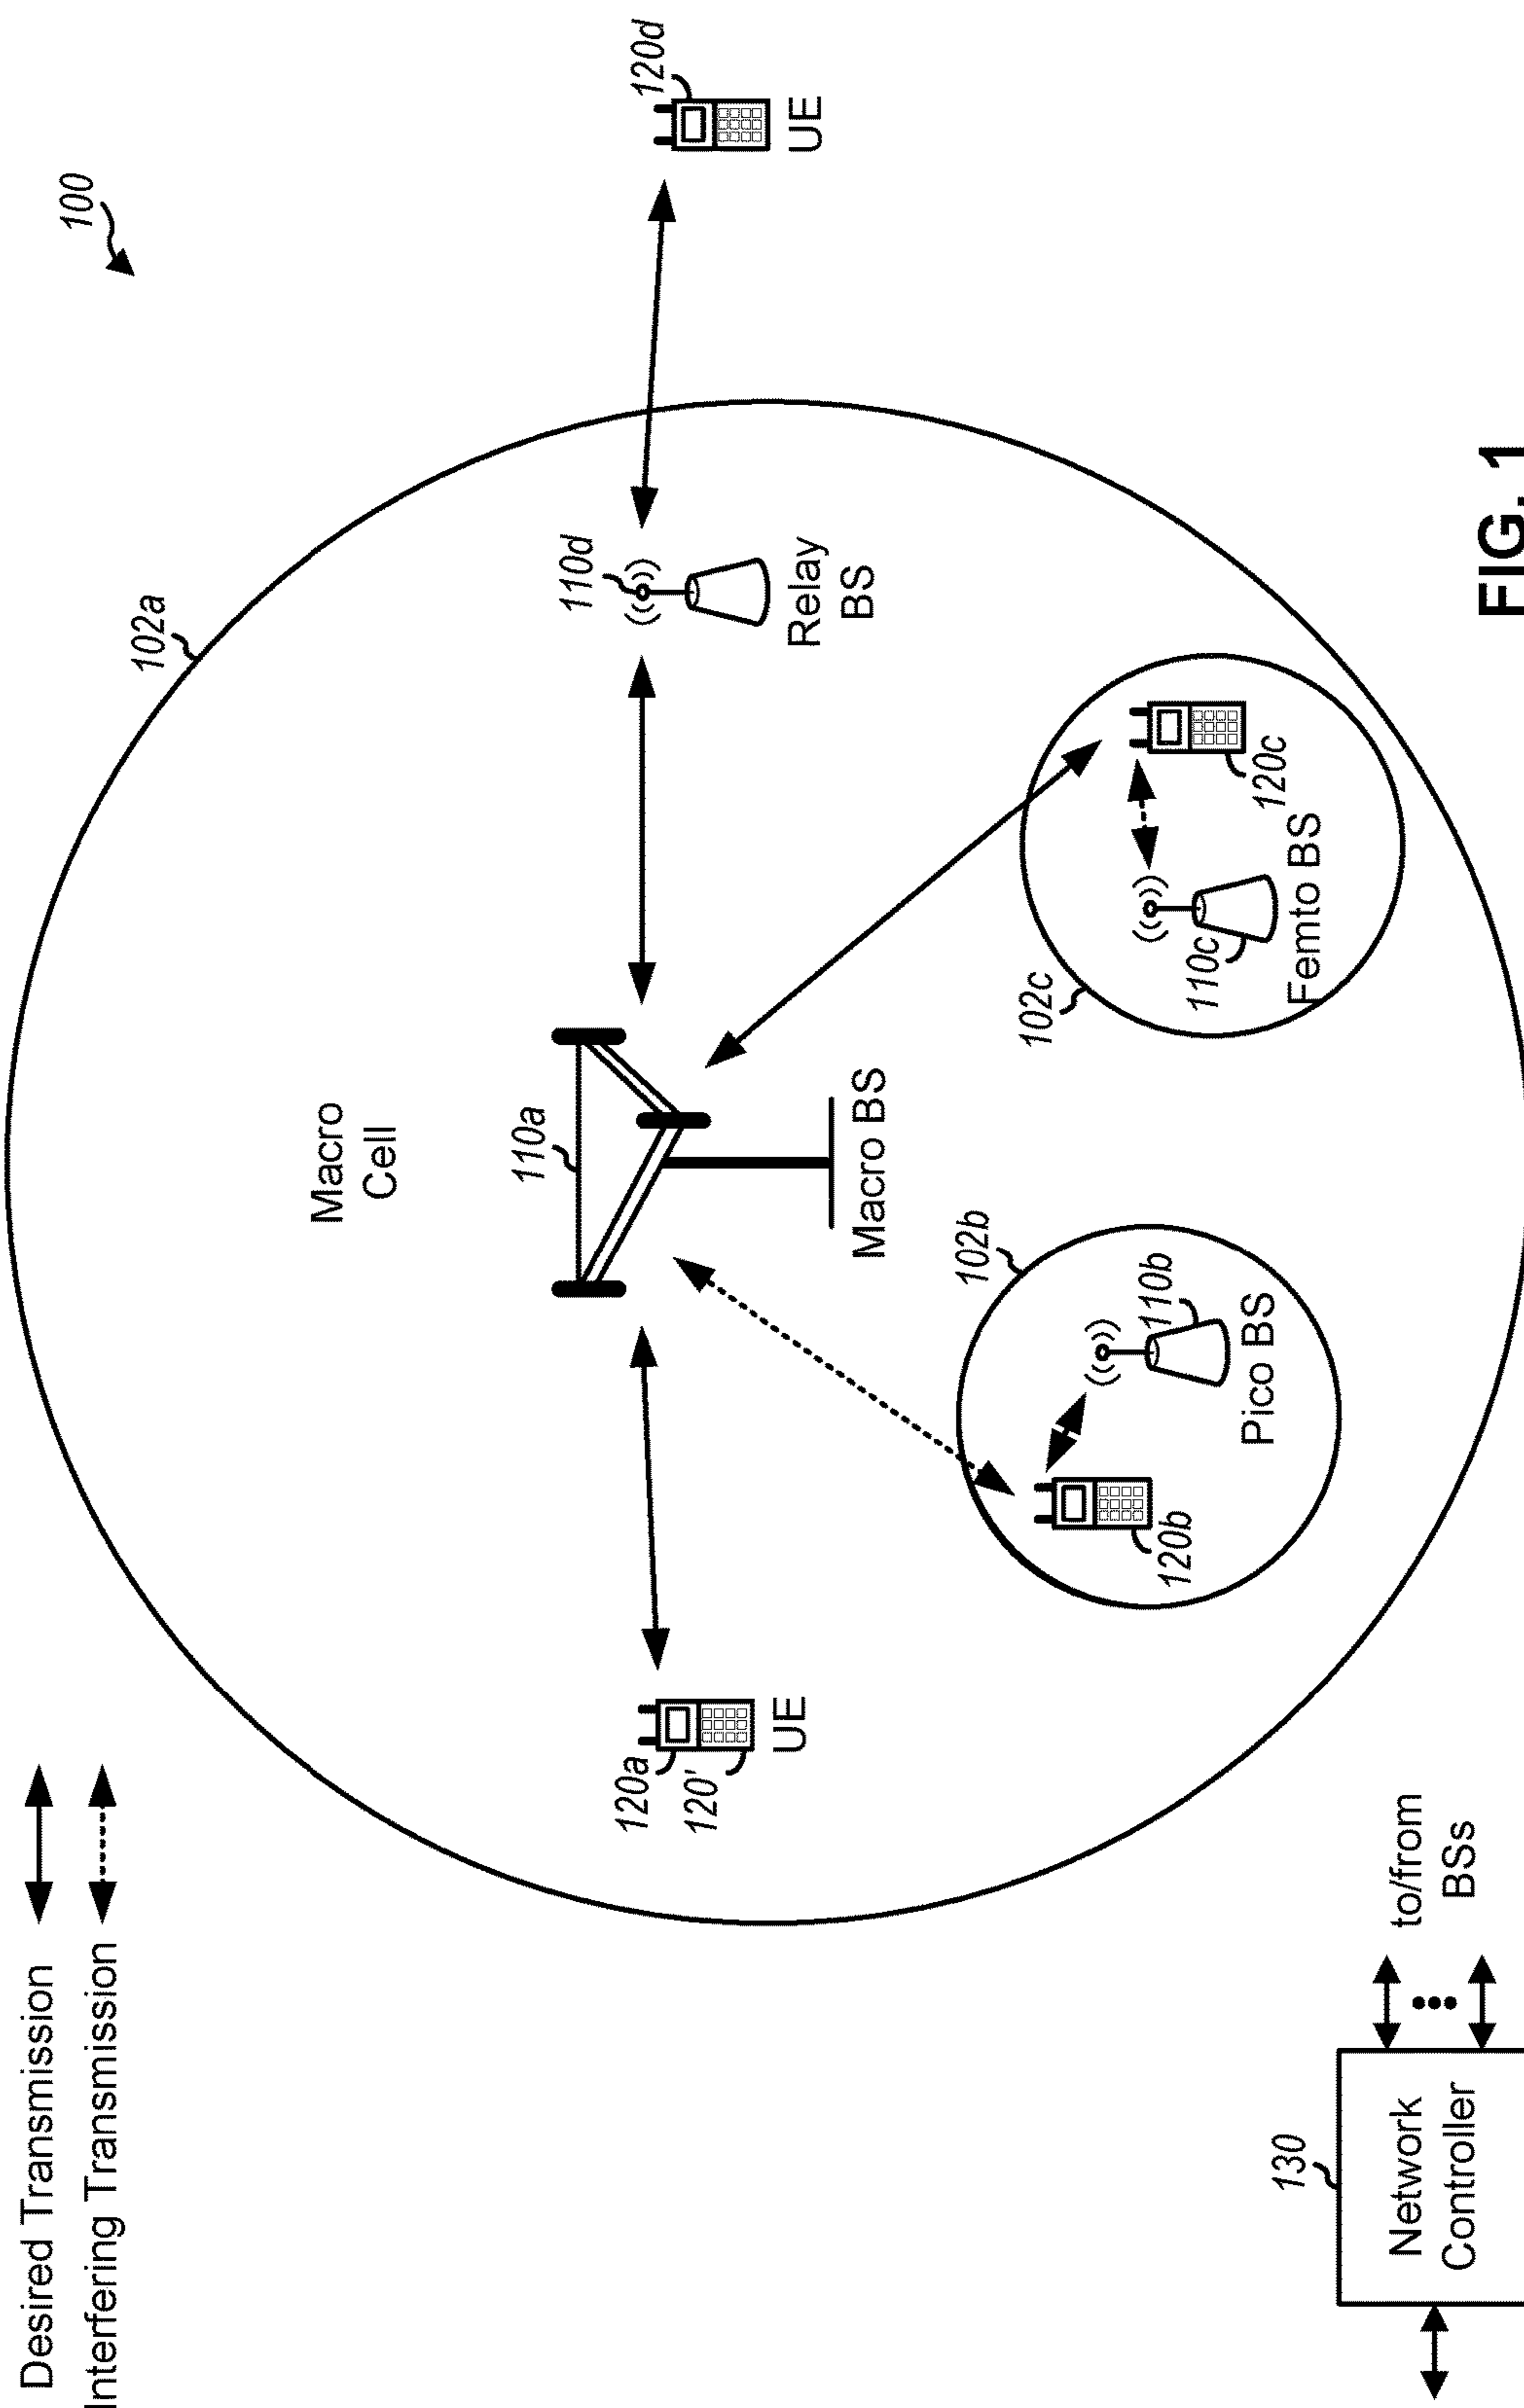 Desired Transmission
Interfering Transmission
100
102a
Macro
Cell
110a
Macro BS
120a
120'
UE
110d
Relay
BS
120d
UE
102b
120b
110b
Pico BS
102c
110c
120c
Femto BS
130
Network
Controller
to/from
BSs
FIG. 1